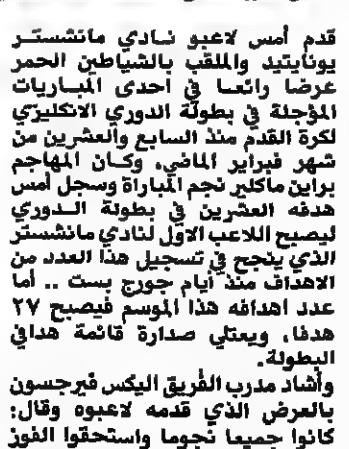 قدم أمس لاعبو نادي مانشستر
يونايتيد والملقب بالشياطين الحمر
عرضا رائعا في احدى المباريات
المؤجلة في بطولة الدوري الانكليزي
لكرة القدم منذ السابع والعشرين من
شهر فبراير الماضي، وكان المهاجم
براين ماكلير نجم المباراة وسجل أمس
هدفه العشرين في بطولة الدوري
ليصبح اللاعب الاول لنادي مانشستر
الذي ينجح في تسجيل هذا العدد من
الاهداف منذ أيام جورج بست .. أما
عدد اهدافه هذا الموسم فيصبح ٢٧
هدفا، ويعتلي صدارة قائمة هدافي
البطولة.
وأشاد مدرب الفريق اليكس فيرجسون
بالعرض الذي قدمه لاعبوه وقال:
كانوا جميعا نجوما واستحقوا الفوز